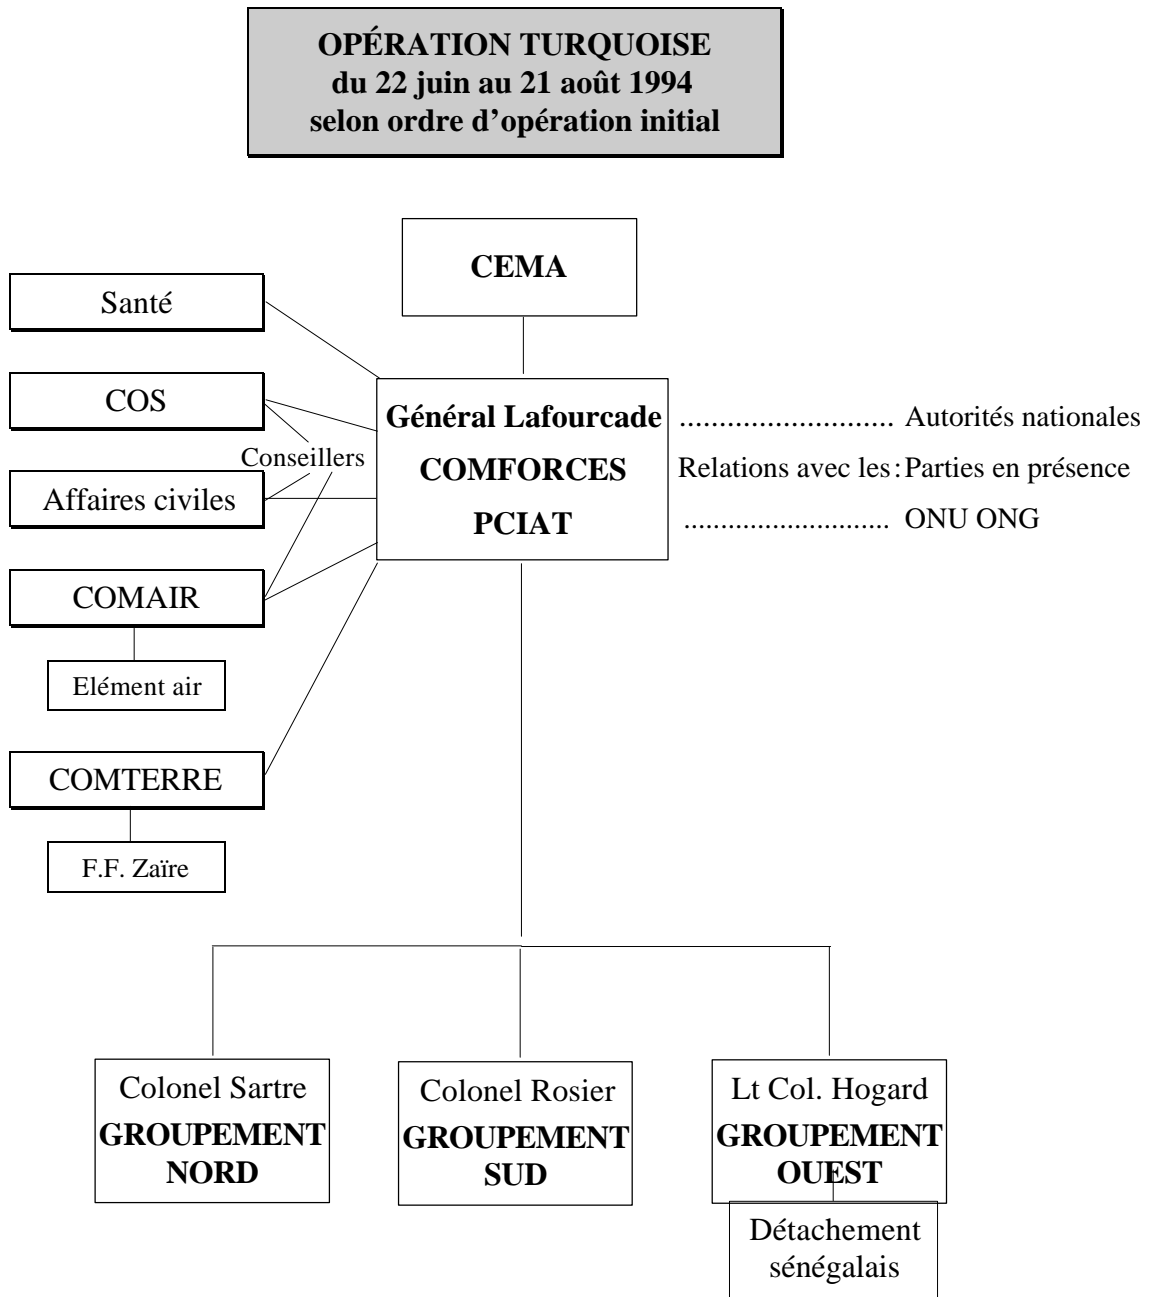 OPÉRATION TURQUOISE
du 22 juin au 21 août 1994
selon ordre d’opération initial
CEMA
Santé
COS
Conseillers
Affaires civiles
COMAIR
Elément air
COMTERRE
F.F. Zaïre
Général Lafourcade
COMFORCES
PCIAT
........................... Autorités nationales
Relations avec les: Parties en présence
............................ ONU ONG
Colonel Sartre
GROUPEMENT
NORD
Colonel Rosier
GROUPEMENT
SUD
Lt Col. Hogard
GROUPEMENT
OUEST
Détachement
sénégalais